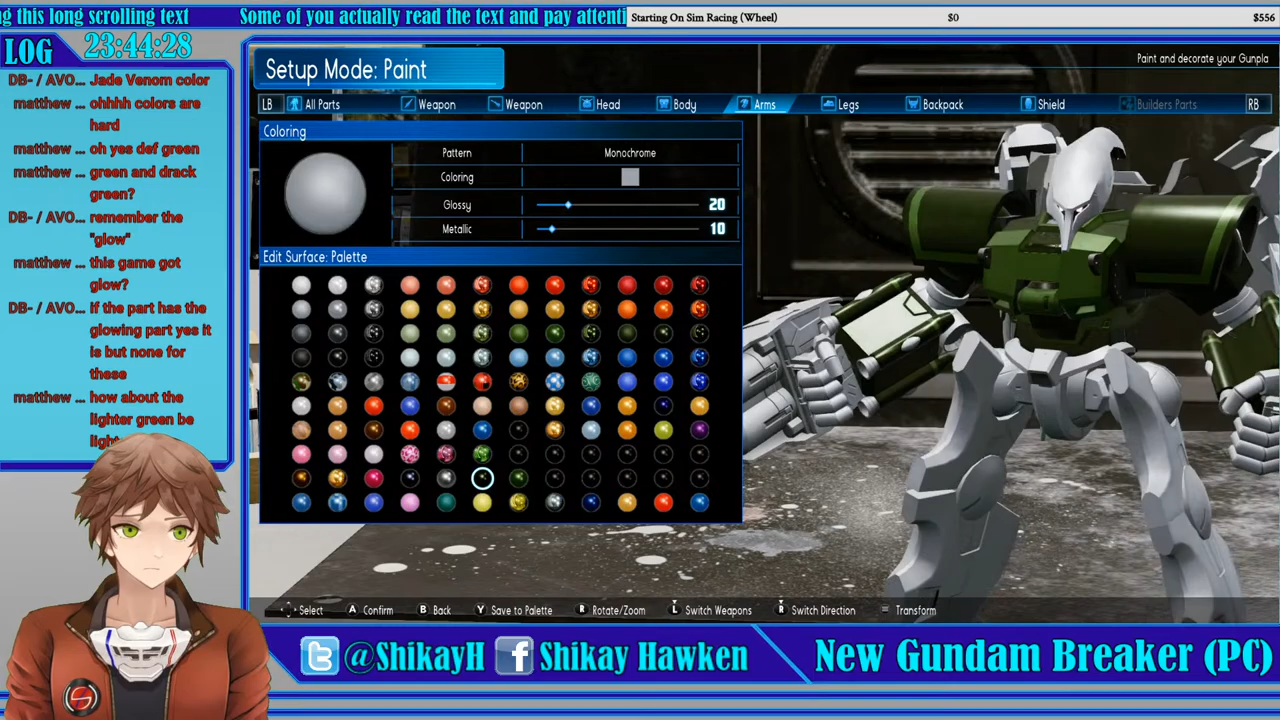 ng this long scrolling text Some of you actually read the text and pay attenti
Starting On Sim Racing (Wheel) $0 $556
LOG 23:44:28
DB- / AVO... Jade Venom color
matthew ... ohhhh colors are
hard
matthew ... oh yes def green
matthew ... green and drack
green?
DB- / AVO... remember the
"glow"
matthew ... this game got
glow?
DB- / AVO... if the part has the
glowing part yes it
is but none for
these
matthew ... how about the
lighter green be
Setup Mode: Paint
Paint and decorate your Gunpla
LB All Parts Weapon Weapon Head Body Arms Legs Backpack Shield Builders Parts RB
Coloring
Pattern Monochrome
Coloring
Glossy 20
Metallic 10
Edit Surface: Palette
Select A Confirm B Back Y Save to Palette R Rotate/Zoom L Switch Weapons R Switch Direction Transform
@ShikayH f Shikay Hawken New Gundam Breaker (PC)